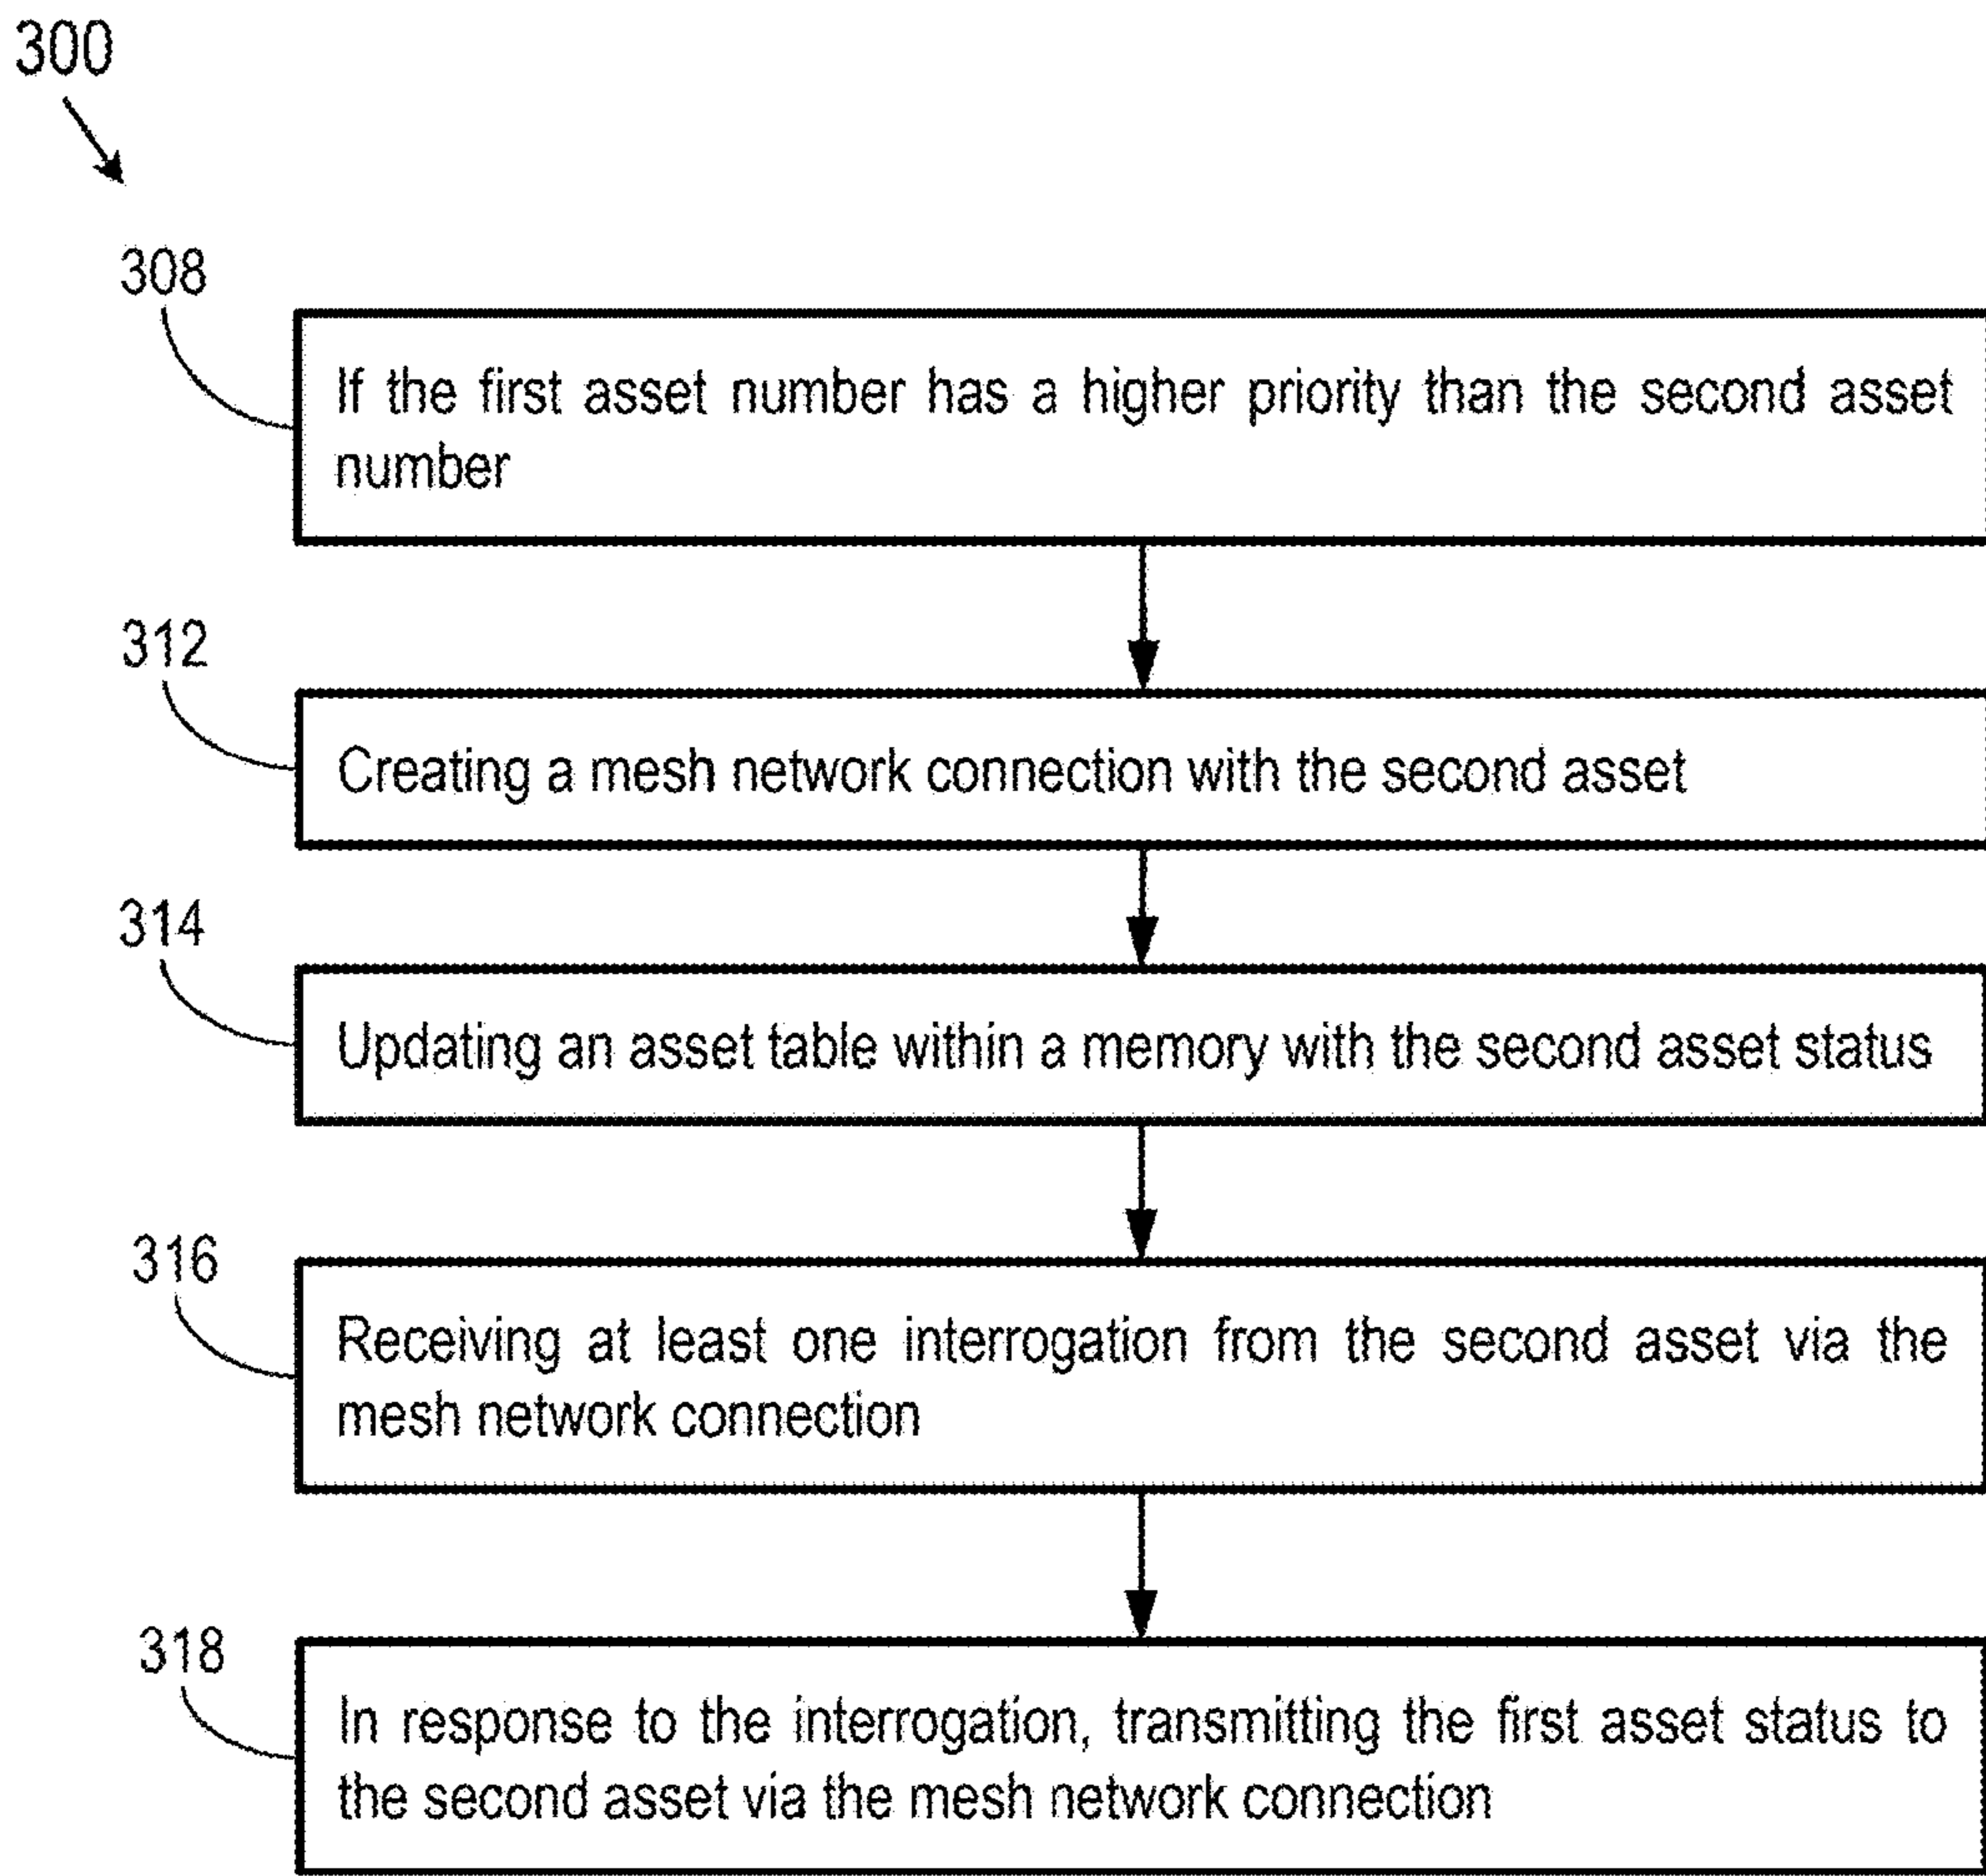 300
308
If the first asset number has a higher priority than the second asset
number
312
Creating a mesh network connection with the second asset
314
Updating an asset table within a memory with the second asset status
316
Receiving at least one interrogation from the second asset via the
mesh network connection
318
In response to the interrogation, transmitting the first asset status to
the second asset via the mesh network connection